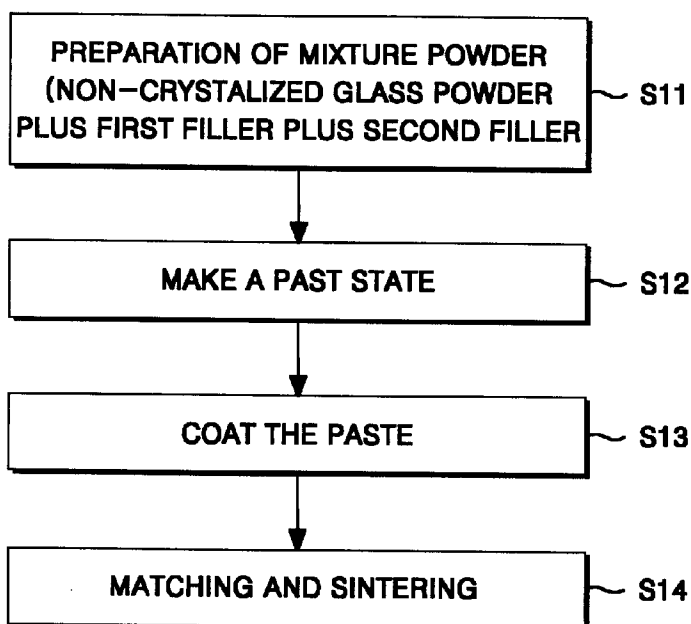 PREPARATION OF MIXTURE POWDER
(NON-CRYSTALIZED GLASS POWDER
PLUS FIRST FILLER PLUS SECOND FILLER
S11
MAKE A PAST STATE
S12
COAT THE PASTE
S13
MATCHING AND SINTERING
S14